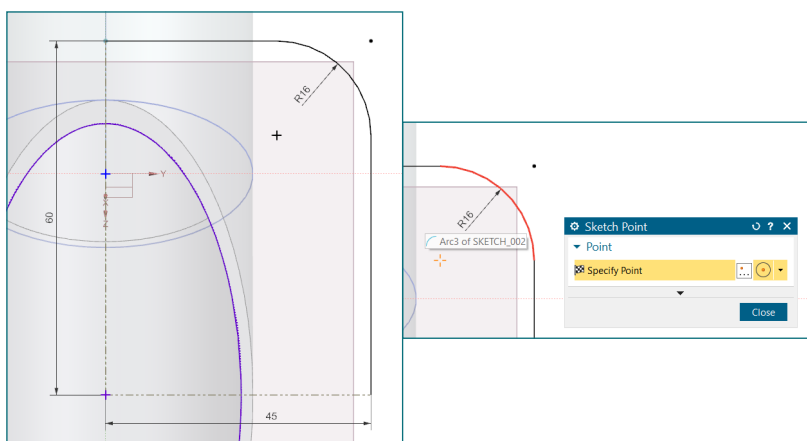 R16
Y
Z
60
45
R16
Arc3 of SKETCH_002
Sketch Point
?
Point
Specify Point
Close